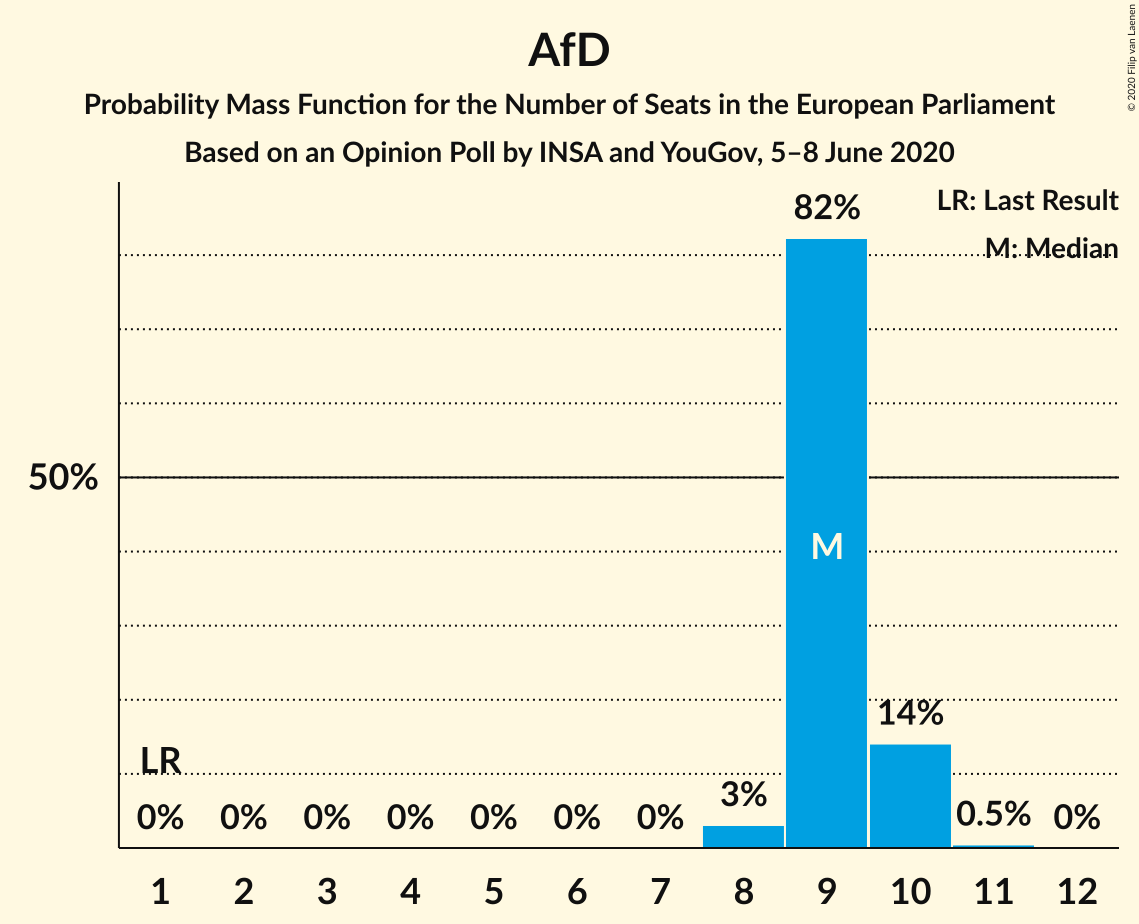 AfD
Probability Mass Function for the Number of Seats in the European Parliament
Based on an Opinion Poll by INSA and YouGov, 5–8 June 2020
© 2020 Filip van Laenen
LR: Last Result
M: Median
82%
50%
M
14%
LR
3%
0% 0% 0% 0% 0% 0% 0% 0.5% 0%
1 2 3 4 5 6 7 8 9 10 11 12